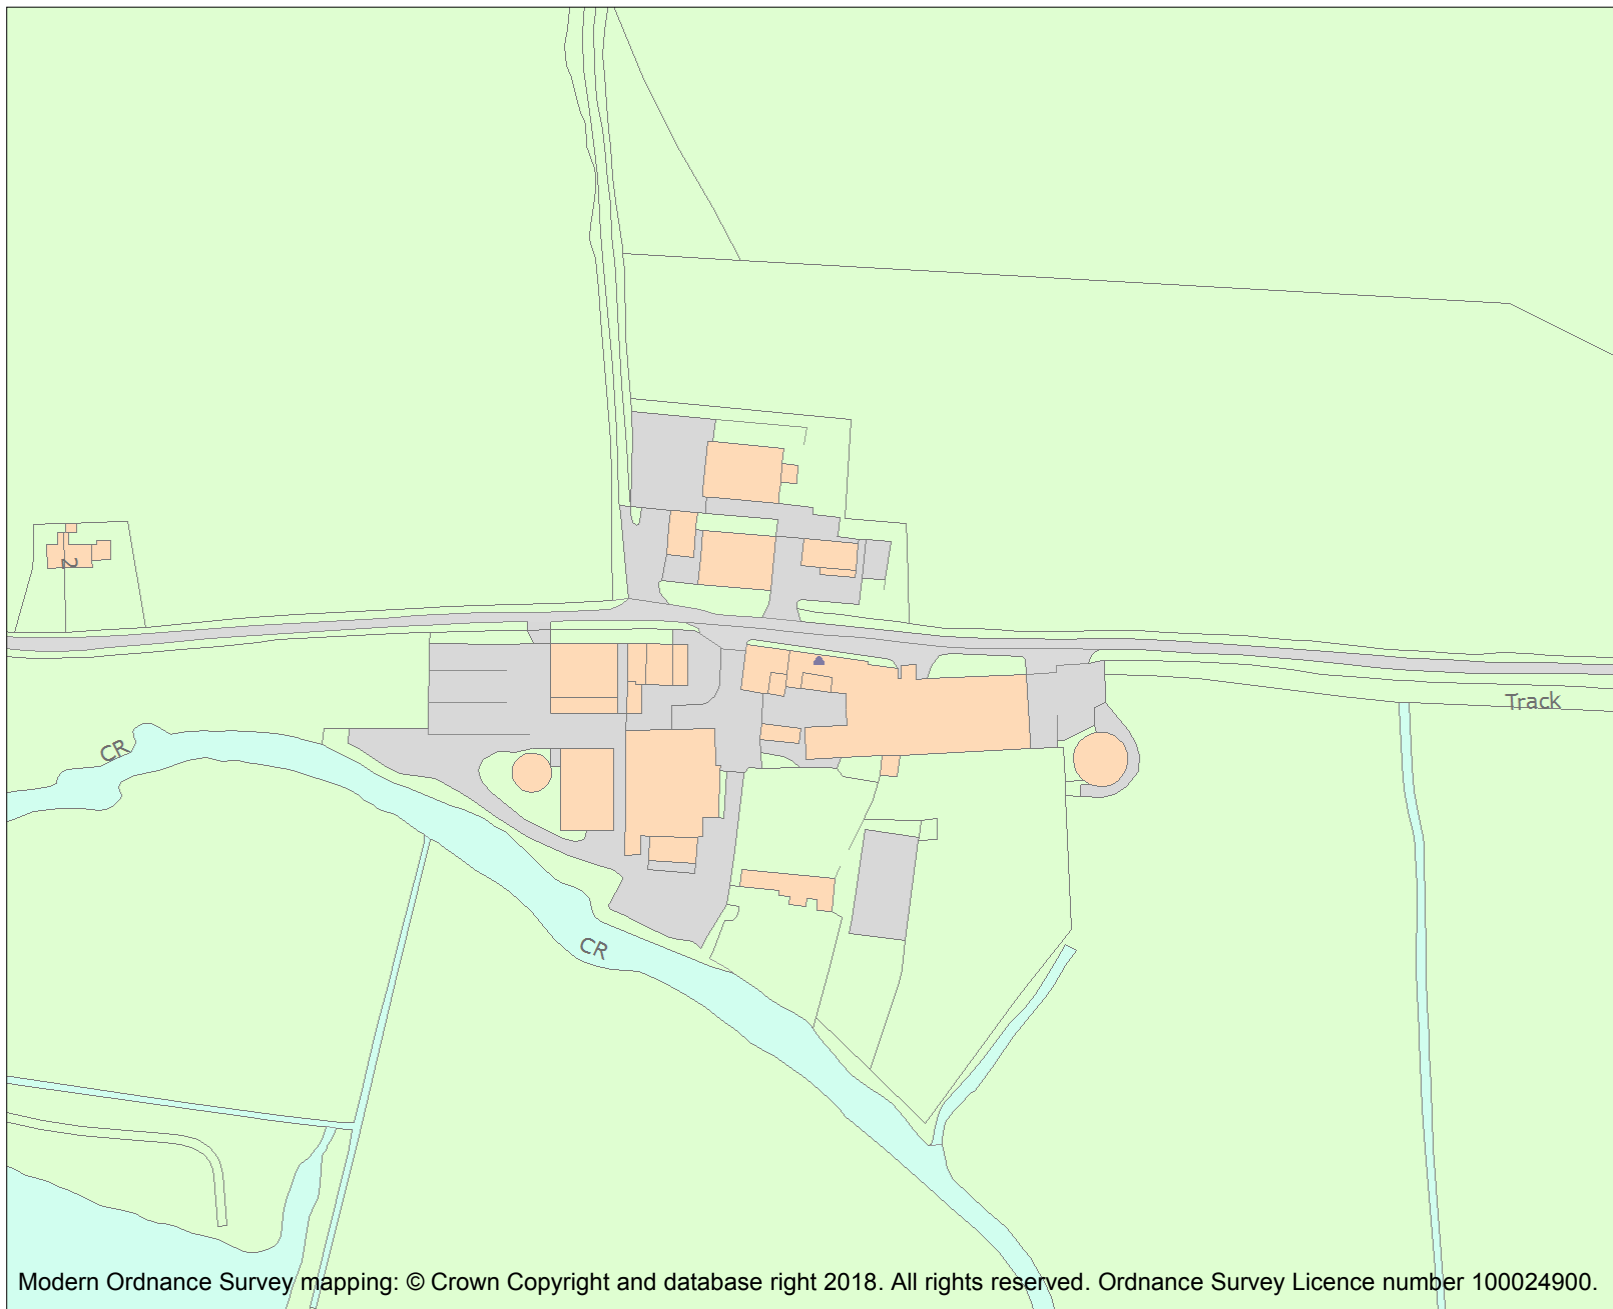 2
Track
CR
CR
Modern Ordnance Survey mapping: © Crown Copyright and database right 2018. All rights reserved. Ordnance Survey Licence number 100024900.